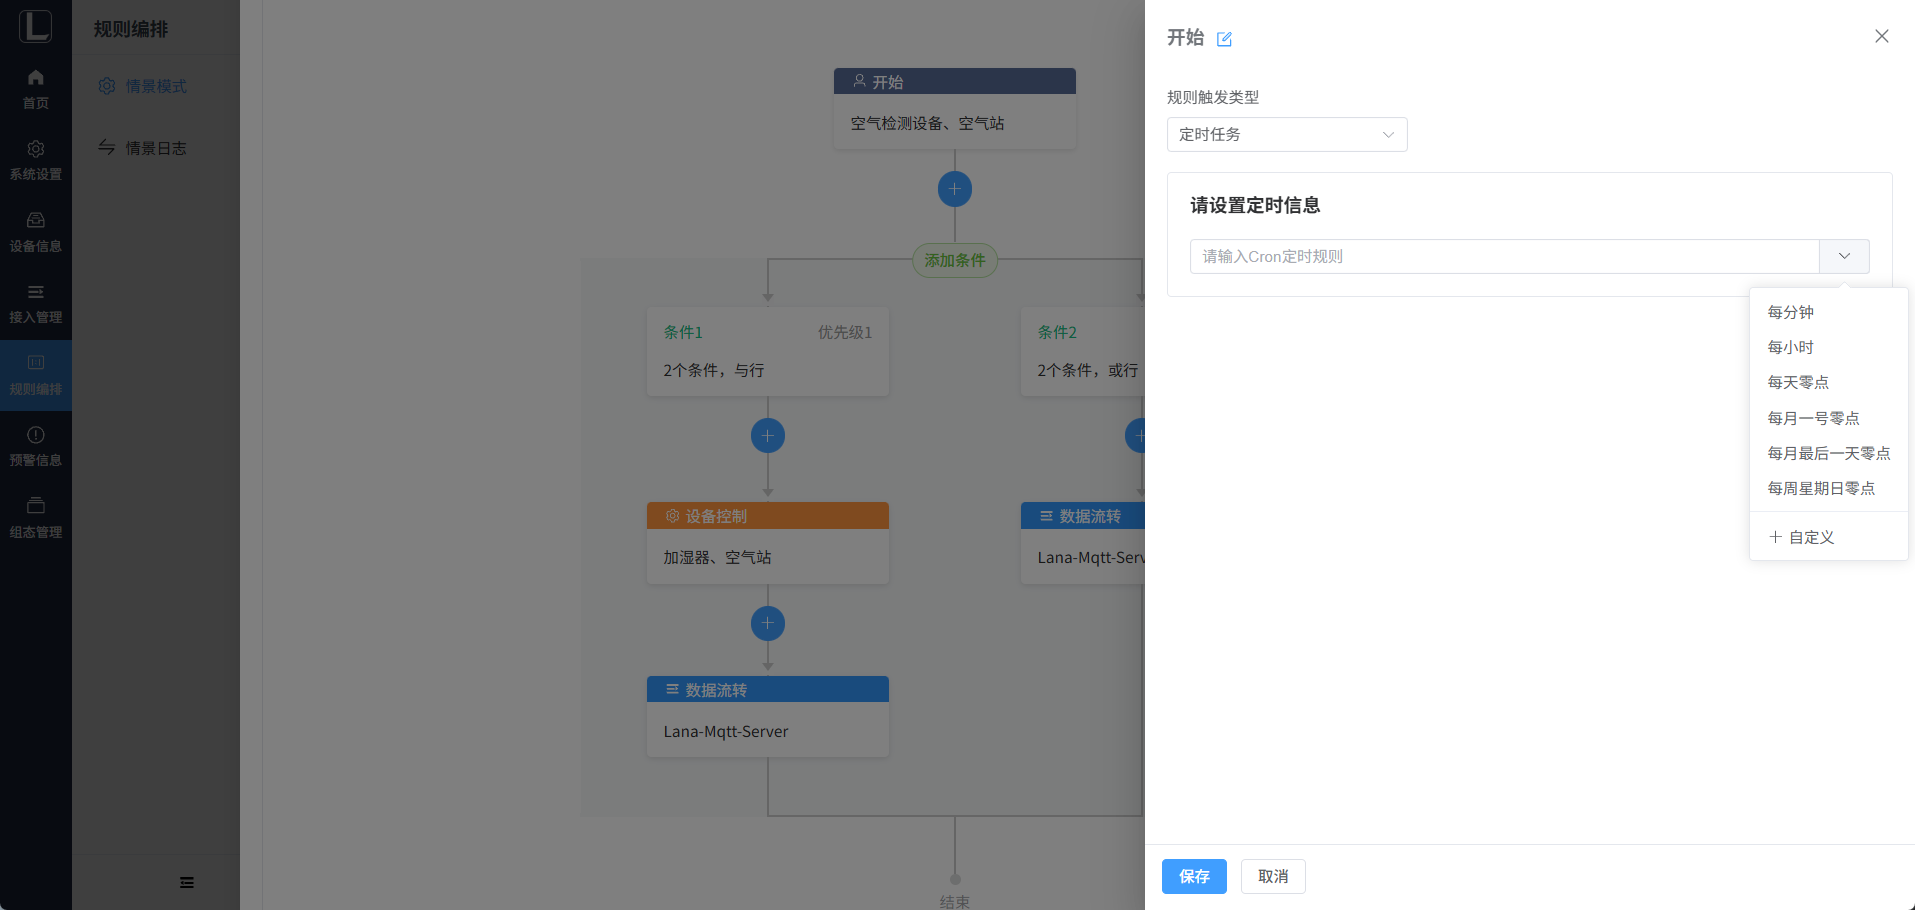 规则编排
首页
系统设置
设备信息
接入管理
规则编排
预警信息
组态管理
情景模式
情景日志
开始
空气检测设备、空气站
添加条件
条件1
优先级1
2个条件，与行
条件2
2个条件，或行
设备控制
加湿器、空气站
数据流转
Lana-Mqtt-Serv
数据流转
Lana-Mqtt-Server
结束
开始
规则触发类型
定时任务
请设置定时信息
请输入Cron定时规则
每分钟
每小时
每天零点
每月一号零点
每月最后一天零点
每周星期日零点
自定义
保存
取消